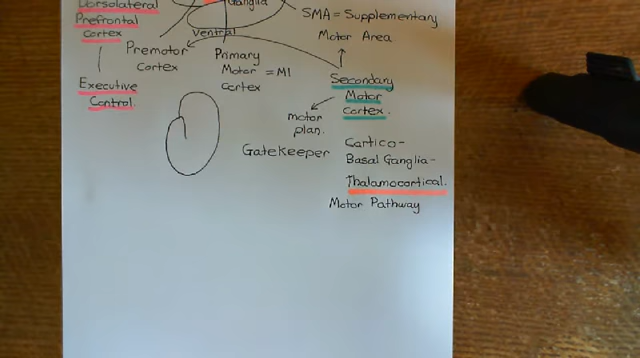 Dorsolateral
Prefrontal
Cortex
Executive
Control.
Premotor
Cortex
Ganglia
Ventral
Primary
Motor = M1
Cortex
SMA = Supplementary
Motor Area
Secondary
Motor
Cortex.
motor
plan.
Gatekeeper
Cortico-
Basal Ganglia-
Thalamocortical.
Motor Pathway